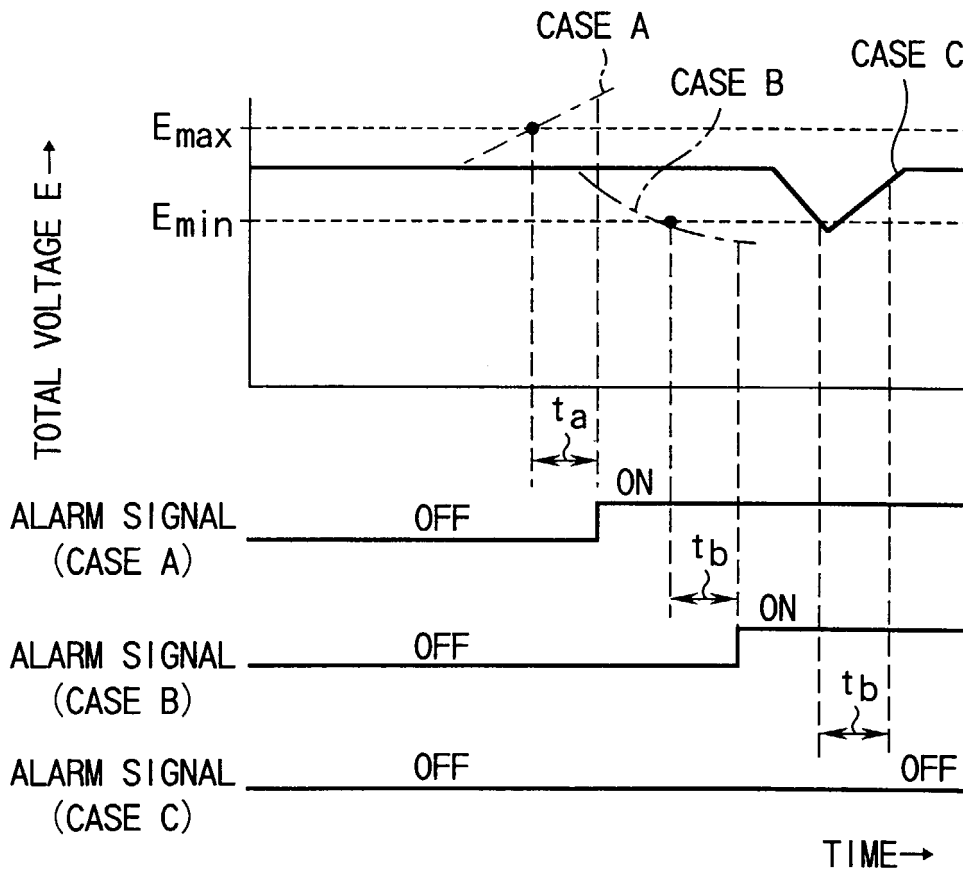 CASE A
CASE B
CASE C
Emax
Emin
TOTAL VOLTAGE E→
ta
ON
ALARM SIGNAL
(CASE A)
OFF
tb
ON
ALARM SIGNAL
(CASE B)
OFF
tb
ALARM SIGNAL
(CASE C)
OFF
OFF
TIME→